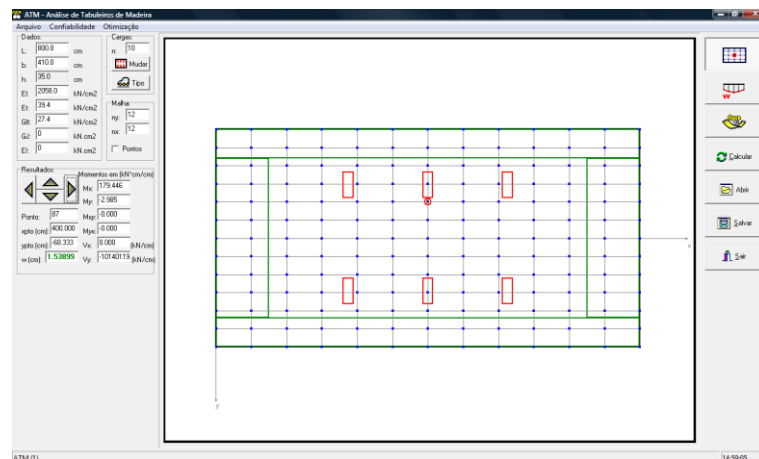 ATM - Análise de Tabuleiros de Madeira
Arquivo Confiabilidade Otimização
Dados:
L: 800.0 cm
b: 410.0 cm
h: 35.0 cm
El: 2058.0 kN/cm2
Et: 39.4 kN/cm2
Glt: 27.4 kN/cm2
GJ: 0 kN.cm2
EI: 0 kN.cm2
Cargas:
n: 10
Mudar
Tipo
Malha:
ny: 12
nx: 12
Pontos
Resultados:
Momentos em [kN*cm/cm]
Mx: 179.446
My: -2.985
Ponto: 87
Mxy: -0.000
xpto (cm): 400.000
Myx: -0.000
ypto (cm): -68.333
Vx: 0.000 (kN/cm)
w (cm): 1.53899
Vy: -10140119 (kN/cm)
x
y
w
Calcular
Abrir
Salvar
Sair
ATM (1)
14:59:05